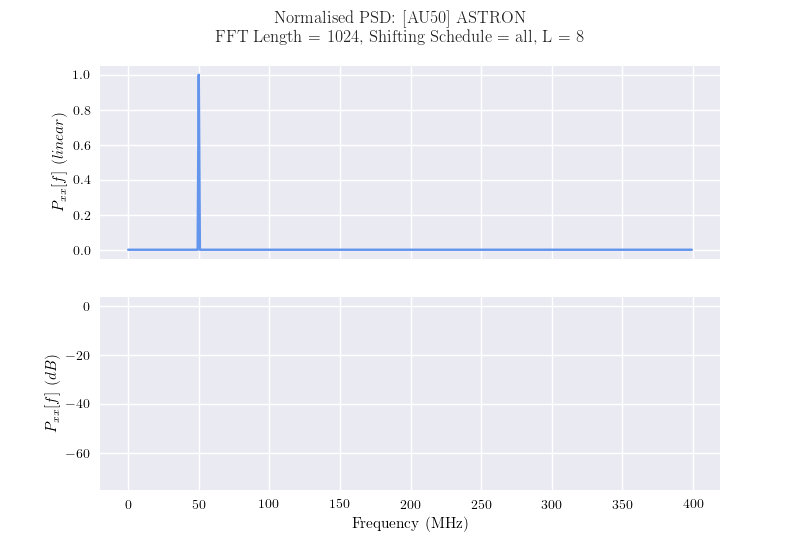 Normalised PSD: [AU50] ASTRON
FFT Length = 1024, Shifting Schedule = all, L = 8
1.0
0.8
0.6
0.4
0.2
0.0
P_xx[f] (linear)
0
−20
−40
−60
P_xx[f] (dB)
0 50 100 150 200 250 300 350 400
Frequency (MHz)